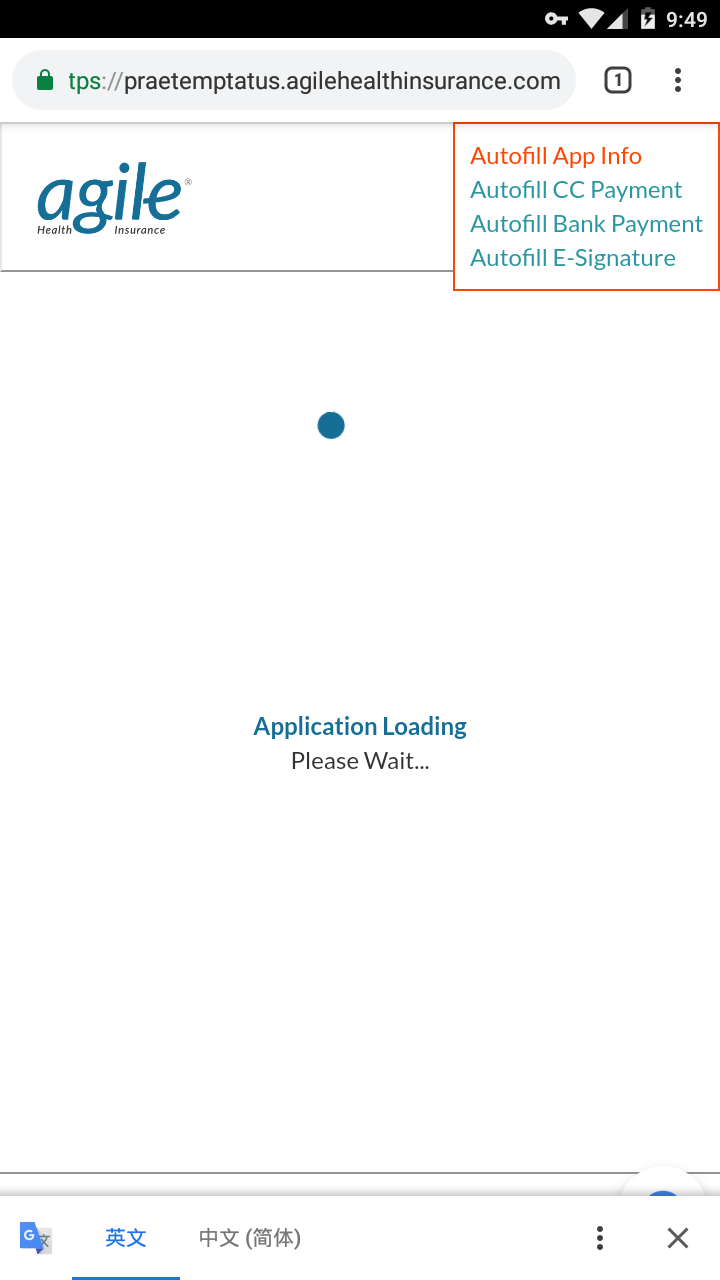 9:49
tps://praetemptatus.agilehealthinsurance.com
1
Autofill App Info
Autofill CC Payment
Autofill Bank Payment
Autofill E-Signature
agile®
Health Insurance
Application Loading
Please Wait...
G 文
英文
中文 (简体)